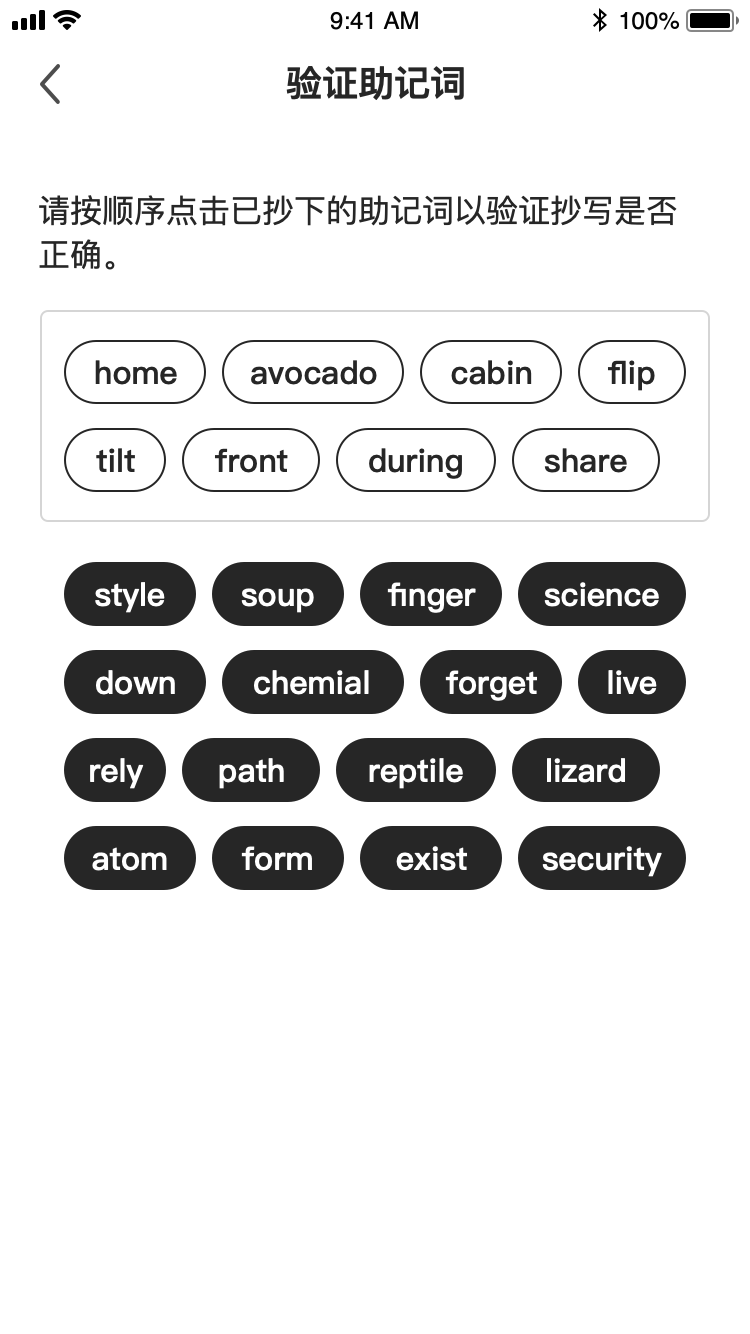 9:41 AM 100%
验证助记词
请按顺序点击已抄下的助记词以验证抄写是否
正确。
home avocado cabin flip
tilt front during share
style soup finger science
down chemial forget live
rely path reptile lizard
atom form exist security